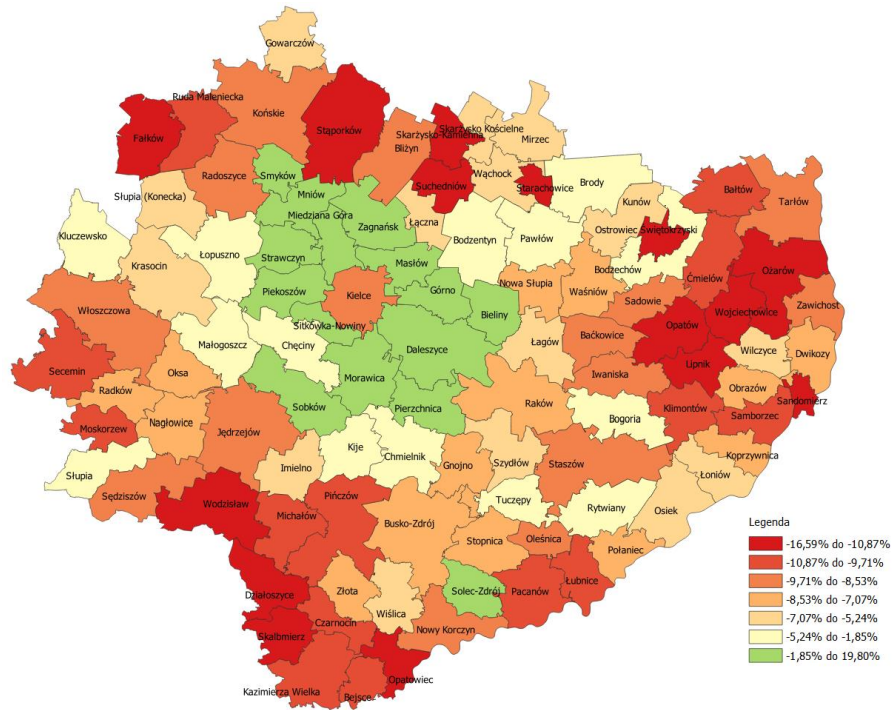 Gowarczów
Ruda Maleniecka
Końskie
Fałków
Stąporków
Skarżysko Kościelne
Skarżysko-Kamienna
Mirzec
Bliżyn
Radoszyce
Smyków
Suchedniów
Wąchock
Starachowice
Brody
Bałtów
Tarłów
Słupia (Konecka)
Mniów
Miedziana Góra
Zagnańsk
Łączna
Kunów
Ostrowiec
Świętokrzyski
Kluczewsko
Łopuszno
Bodzentyn
Pawłów
Krasocin
Strawczyn
Masłów
Bodzechów
Ćmielów
Ożarów
Piekoszów
Kielce
Górno
Nowa Słupia
Waśniów
Sadowie
Włoszczowa
Bieliny
Wojciechowice
Zawichost
Sitkówka-Nowiny
Opatów
Małogoszcz
Chęciny
Daleszyce
Łagów
Baćkowice
Wilczyce
Dwikozy
Secemin
Oksa
Morawica
Iwaniska
Lipnik
Radków
Sobków
Pierzchnica
Raków
Obrazów
Sandomierz
Moskorzew
Nagłowice
Jędrzejów
Bogoria
Klimontów
Samborzec
Kije
Chmielnik
Koprzywnica
Słupia
Imielno
Gnojno
Szydłów
Staszów
Łoniów
Sędziszów
Wodzisław
Pińczów
Tuczępy
Rytwiany
Osiek
Michałów
Busko-Zdrój
Stopnica
Oleśnica
Połaniec
Działoszyce
Złota
Wiślica
Solec-Zdrój
Pacanów
Łubnice
Skalbmierz
Czarnocin
Nowy Korczyn
Opatowiec
Kazimierza Wielka
Bejsce
Legenda
-16,59% do -10,87%
-10,87% do -9,71%
-9,71% do -8,53%
-8,53% do -7,07%
-7,07% do -5,24%
-5,24% do -1,85%
-1,85% do 19,80%